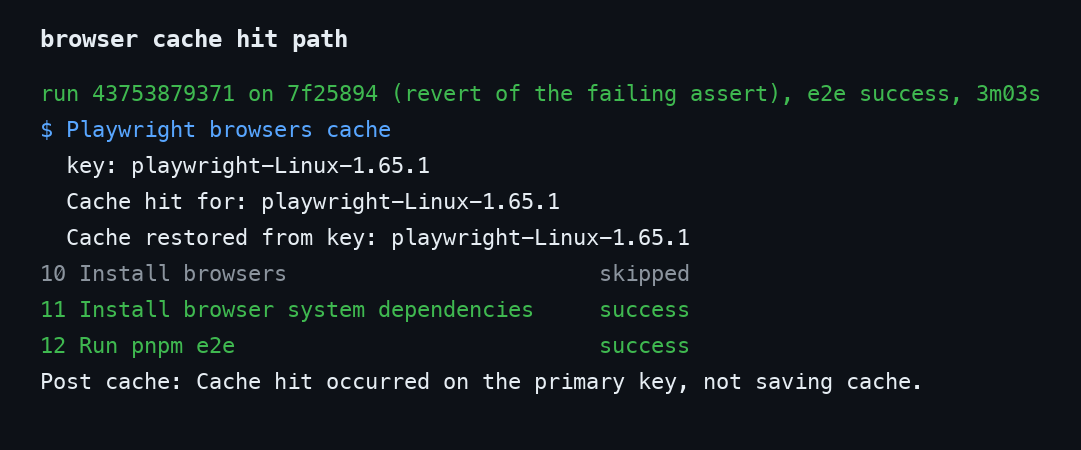 browser cache hit path
run 43753879371 on 7f25894 (revert of the failing assert), e2e success, 3m03s
$ Playwright browsers cache
key: playwright-Linux-1.65.1
Cache hit for: playwright-Linux-1.65.1
Cache restored from key: playwright-Linux-1.65.1
10 Install browsers skipped
11 Install browser system dependencies success
12 Run pnpm e2e success
Post cache: Cache hit occurred on the primary key, not saving cache.